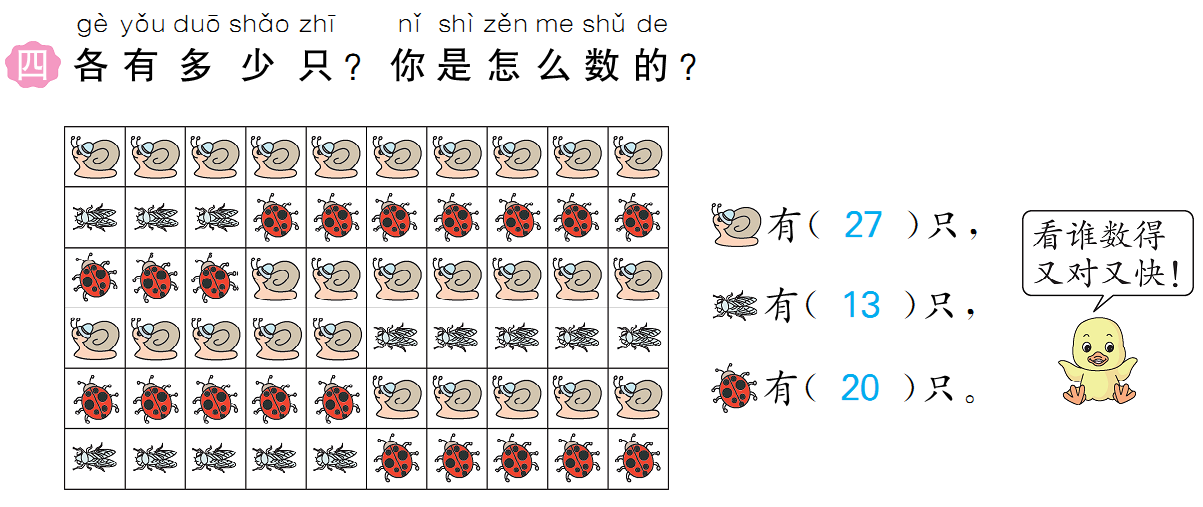 gè yǒu duō shǎo zhī nǐ shì zěn me shǔ de
四 各有多少只？你是怎么数的？
有（ 27 ）只，
有（ 13 ）只，
有（ 20 ）只。
看谁数得
又对又快！